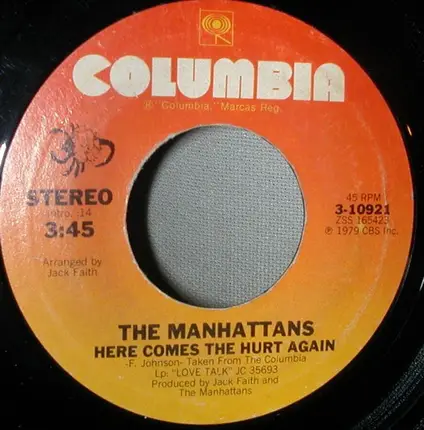 COLUMBIA
® "Columbia," Marcas Reg.
STEREO
Intro. :14
3:45
Arranged by
Jack Faith
45 RPM
3-10921
ZSS 165423
℗ 1979 CBS Inc.
THE MANHATTANS
HERE COMES THE HURT AGAIN
-F. Johnson- Taken From The Columbia
Lp: "LOVE TALK" JC 35693
Produced by Jack Faith and
The Manhattans